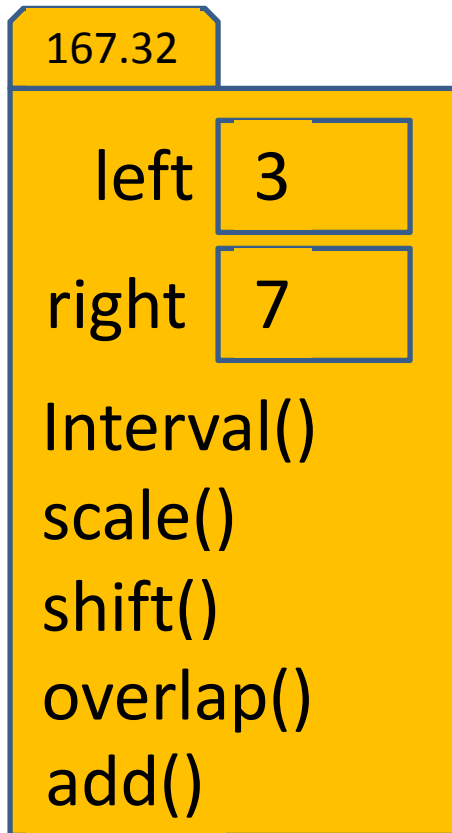 167.32
left 3
right 7
Interval()
scale()
shift()
overlap()
add()